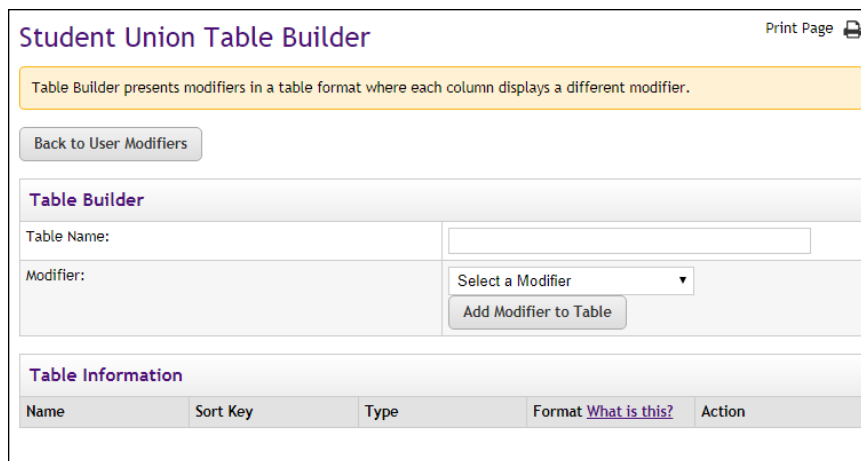 Student Union Table Builder
Print Page
Table Builder presents modifiers in a table format where each column displays a different modifier.
Back to User Modifiers
Table Builder
Table Name:
Modifier:
Select a Modifier
Add Modifier to Table
Table Information
Name Sort Key Type Format What is this? Action